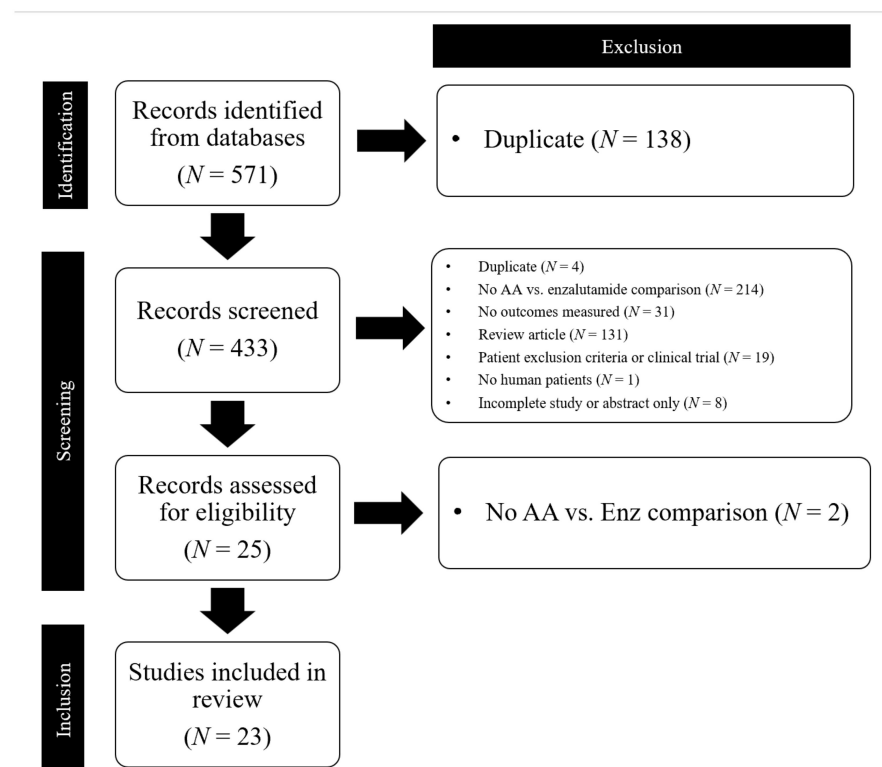 Exclusion
Identification
Records identified
from databases
(N = 571)
• Duplicate (N = 138)
Screening
Records screened
(N = 433)
• Duplicate (N = 4)
• No AA vs. enzalutamide comparison (N = 214)
• No outcomes measured (N = 31)
• Review article (N = 131)
• Patient exclusion criteria or clinical trial (N = 19)
• No human patients (N = 1)
• Incomplete study or abstract only (N = 8)
Records assessed
for eligibility
(N = 25)
• No AA vs. Enz comparison (N = 2)
Inclusion
Studies included in
review
(N = 23)